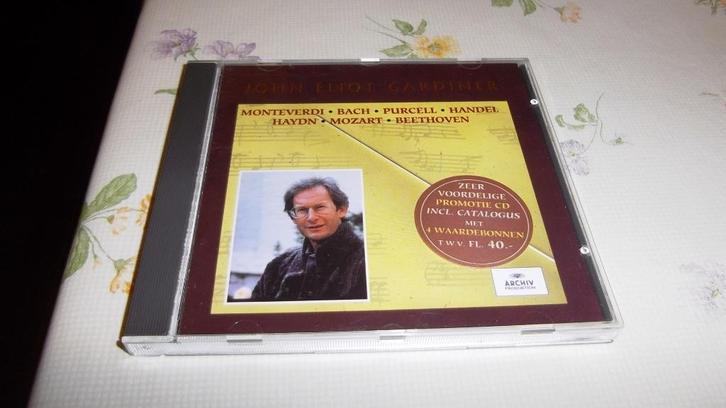 JOHN ELIOT GARDINER
MONTEVERDI • BACH • PURCELL • HANDEL
HAYDN • MOZART • BEETHOVEN
ZEER
VOORDELIGE
PROMOTIE CD
INCL. CATALOGUS
MET
4 WAARDEBONNEN
T.W.V. FL. 40,-
ARCHIV
PRODUKTION